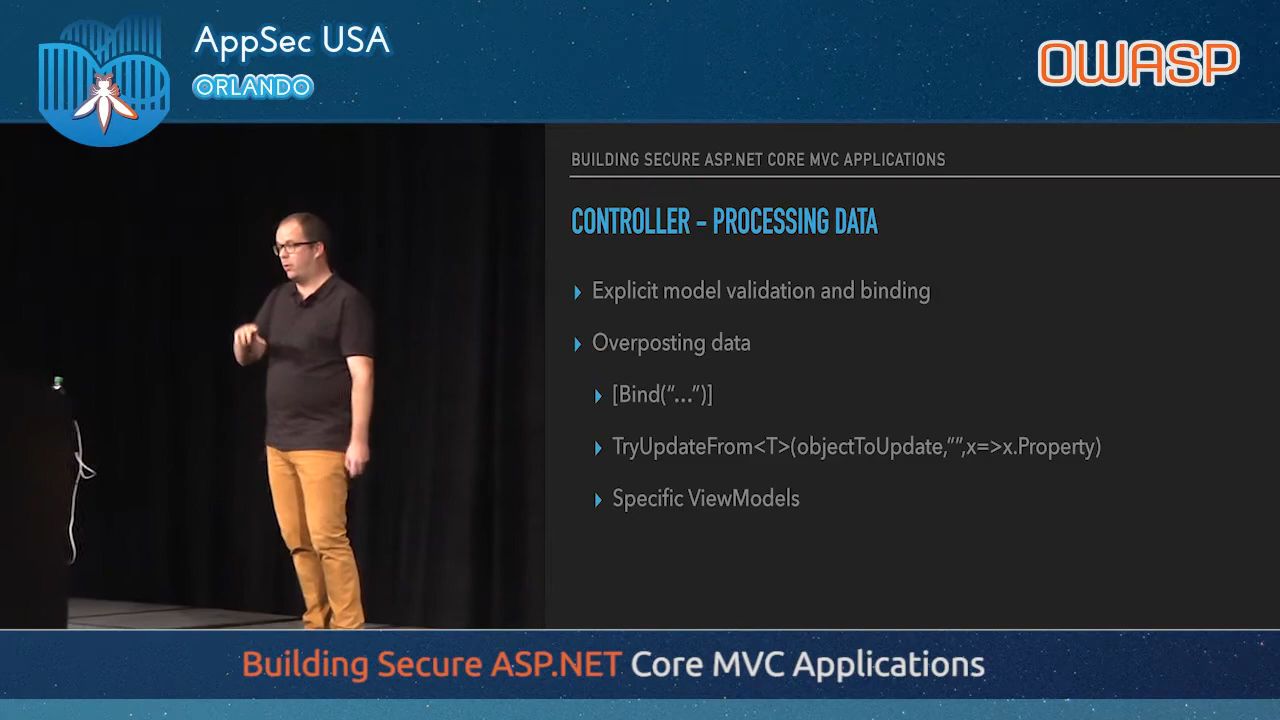 AppSec USA
ORLANDO
OWASP
BUILDING SECURE ASP.NET CORE MVC APPLICATIONS
CONTROLLER – PROCESSING DATA
Explicit model validation and binding
Overposting data
[Bind(“…”)]
TryUpdateFrom<T>(objectToUpdate,””,x=>x.Property)
Specific ViewModels
Building Secure ASP.NET Core MVC Applications